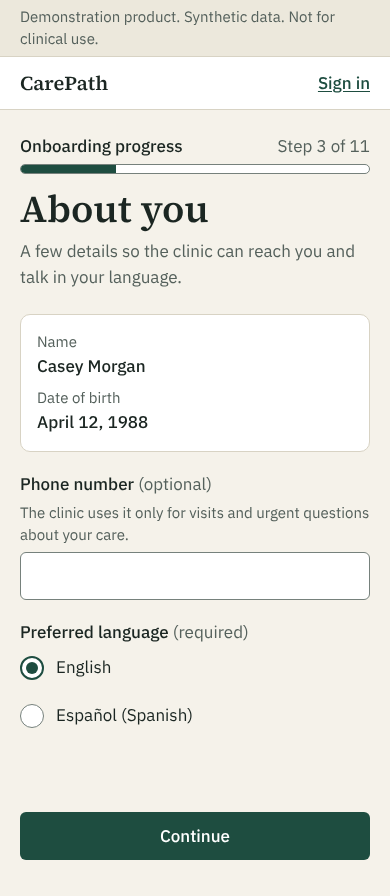 Demonstration product. Synthetic data. Not for
clinical use.
CarePath
Sign in
Onboarding progress
Step 3 of 11
About you
A few details so the clinic can reach you and
talk in your language.
Name
Casey Morgan
Date of birth
April 12, 1988
Phone number (optional)
The clinic uses it only for visits and urgent questions
about your care.
Preferred language (required)
English
Español (Spanish)
Continue